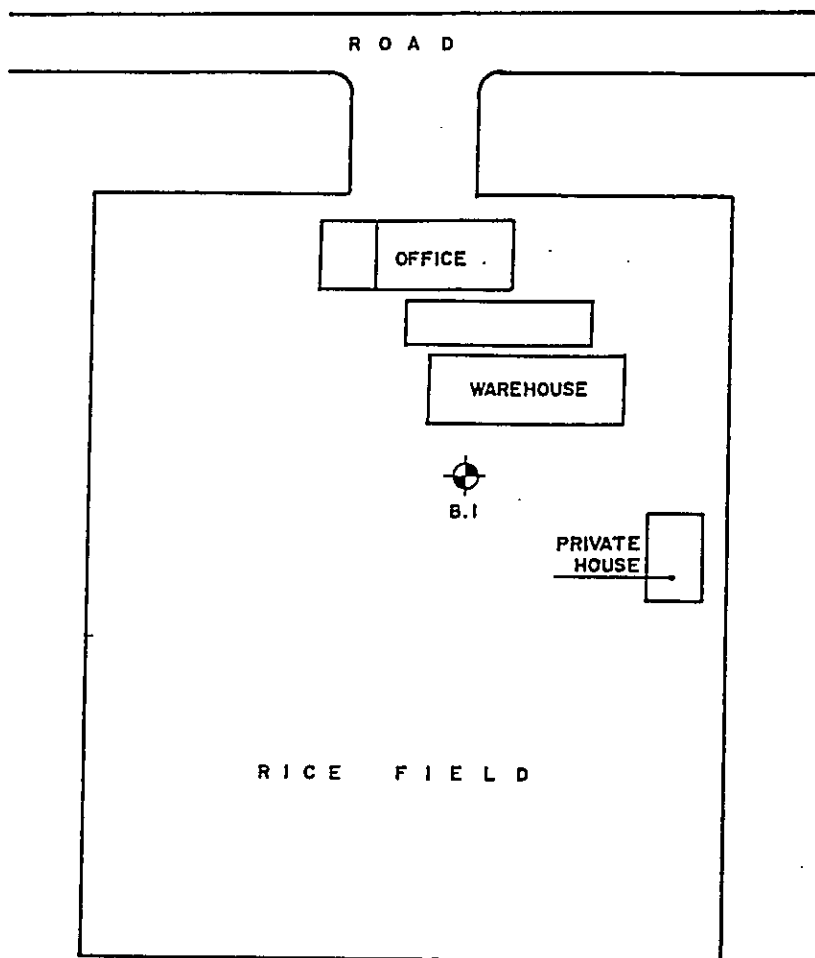 ROAD
OFFICE
WAREHOUSE
B.1
PRIVATE
HOUSE
RICE FIELD